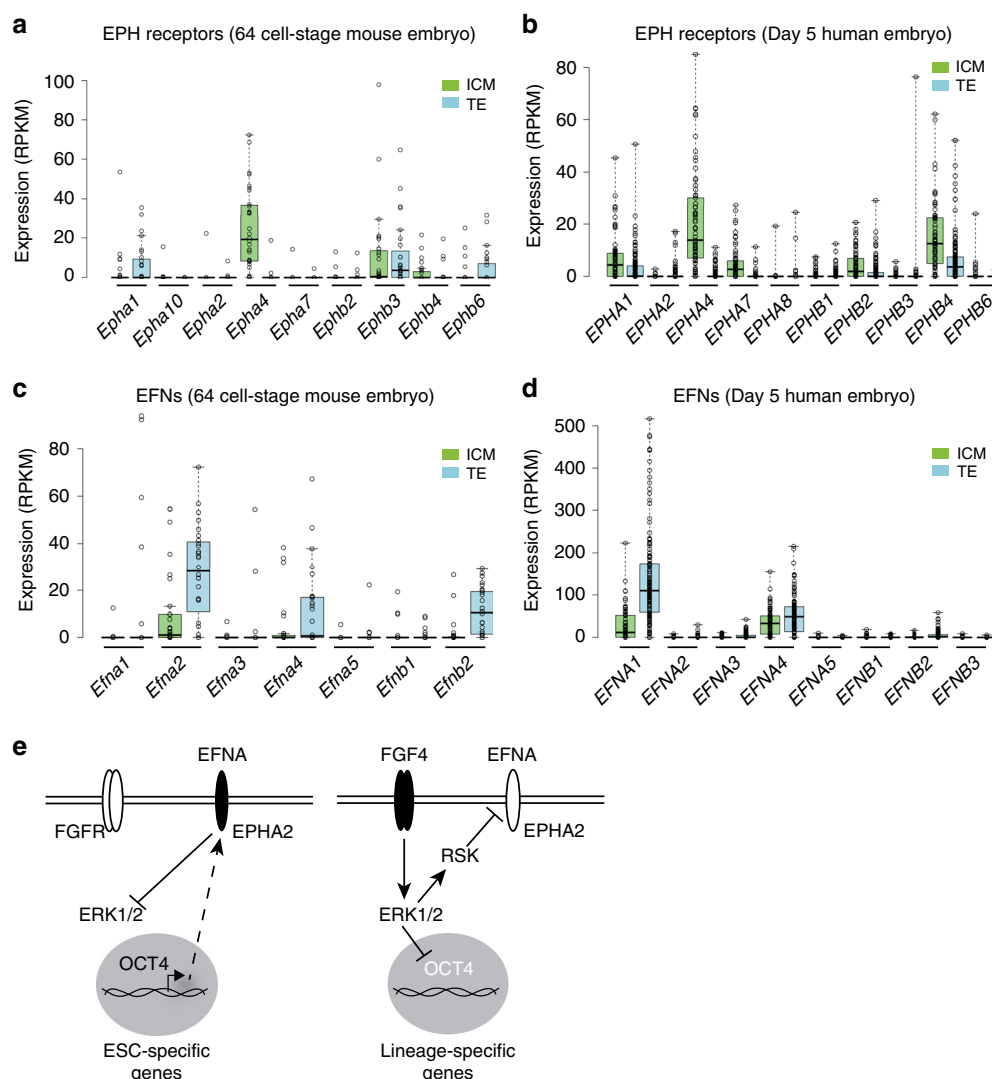 a
EPH receptors (64 cell-stage mouse embryo)
Expression (RPKM)
100
80
60
40
20
0
ICM
TE
Epha1
Epha10
Epha2
Epha4
Epha7
Ephb2
Ephb3
Ephb4
Ephb6
b
EPH receptors (Day 5 human embryo)
Expression (RPKM)
80
60
40
20
0
ICM
TE
EPHA1
EPHA2
EPHA4
EPHA7
EPHA8
EPHB1
EPHB2
EPHB3
EPHB4
EPHB6
c
EFNs (64 cell-stage mouse embryo)
Expression (RPKM)
80
60
40
20
0
ICM
TE
Efna1
Efna2
Efna3
Efna4
Efna5
Efnb1
Efnb2
d
EFNs (Day 5 human embryo)
Expression (RPKM)
500
400
300
200
100
0
ICM
TE
EFNA1
EFNA2
EFNA3
EFNA4
EFNA5
EFNB1
EFNB2
EFNB3
e
EFNA
FGFR
EPHA2
ERK1/2
OCT4
ESC-specific
genes
FGF4
EFNA
EPHA2
RSK
ERK1/2
OCT4
Lineage-specific
genes